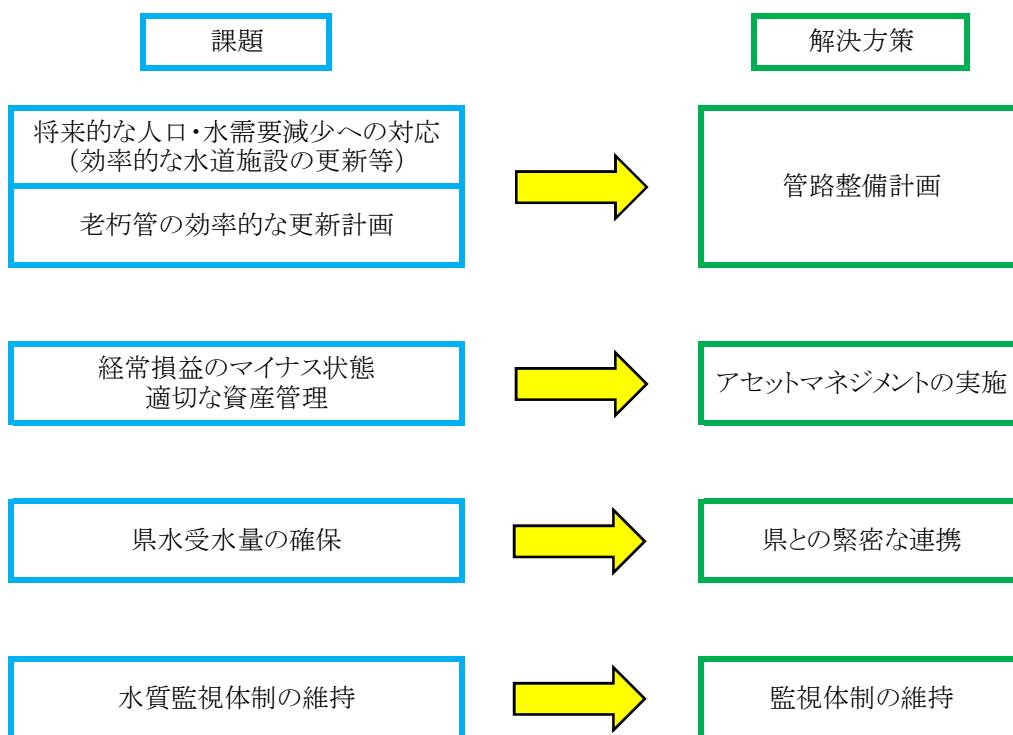 課題
解決方策
将来的な人口・水需要減少への対応
（効率的な水道施設の更新等）
老朽管の効率的な更新計画
管路整備計画
経常損益のマイナス状態
適切な資産管理
アセットマネジメントの実施
県水受水量の確保
県との緊密な連携
水質監視体制の維持
監視体制の維持